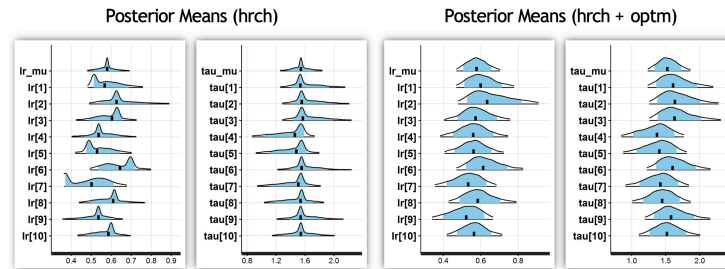 Posterior Means (hrch)
Posterior Means (hrch + optm)
lr_mu
lr[1]
lr[2]
lr[3]
lr[4]
lr[5]
lr[6]
lr[7]
lr[8]
lr[9]
lr[10]
0.4 0.5 0.6 0.7 0.8 0.9
tau_mu
tau[1]
tau[2]
tau[3]
tau[4]
tau[5]
tau[6]
tau[7]
tau[8]
tau[9]
tau[10]
0.8 1.2 1.6 2.0
lr_mu
lr[1]
lr[2]
lr[3]
lr[4]
lr[5]
lr[6]
lr[7]
lr[8]
lr[9]
lr[10]
0.4 0.6 0.8
tau_mu
tau[1]
tau[2]
tau[3]
tau[4]
tau[5]
tau[6]
tau[7]
tau[8]
tau[9]
tau[10]
1.0 1.5 2.0